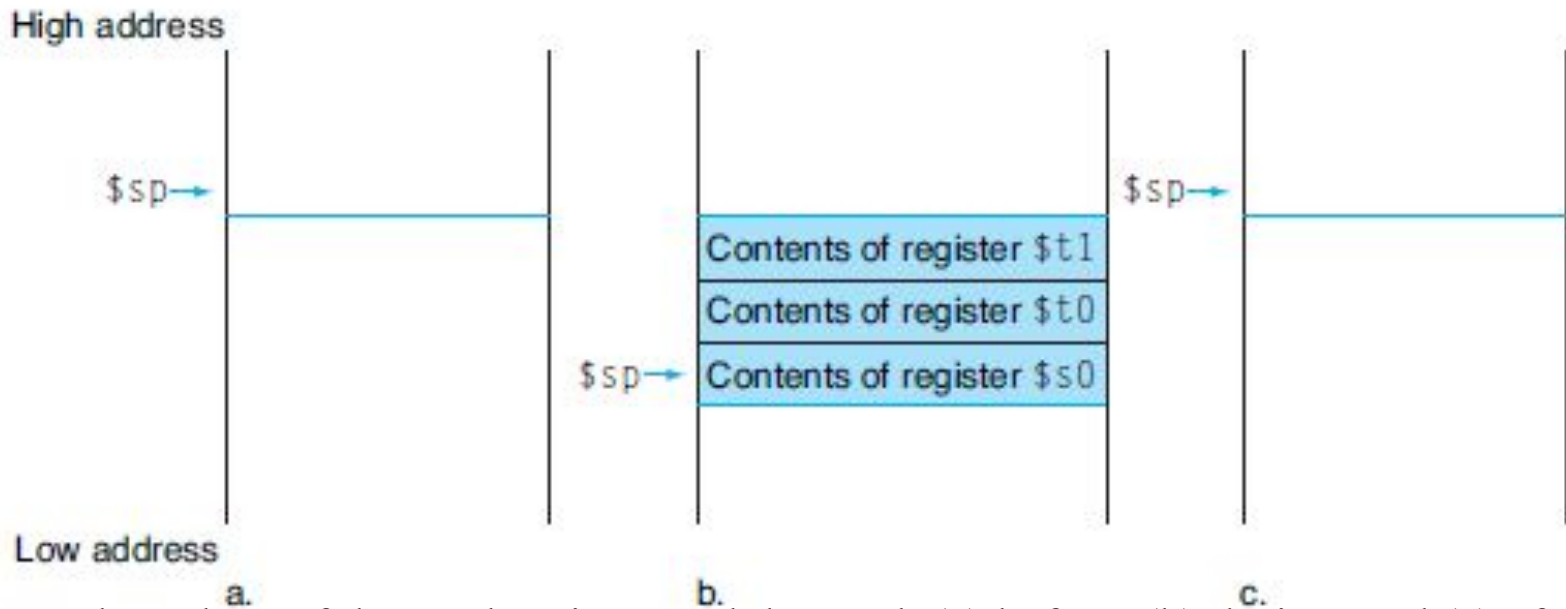 High address
$sp
$sp
Contents of register $t1
Contents of register $t0
$sp
Contents of register $s0
Low address
a.
b.
c.